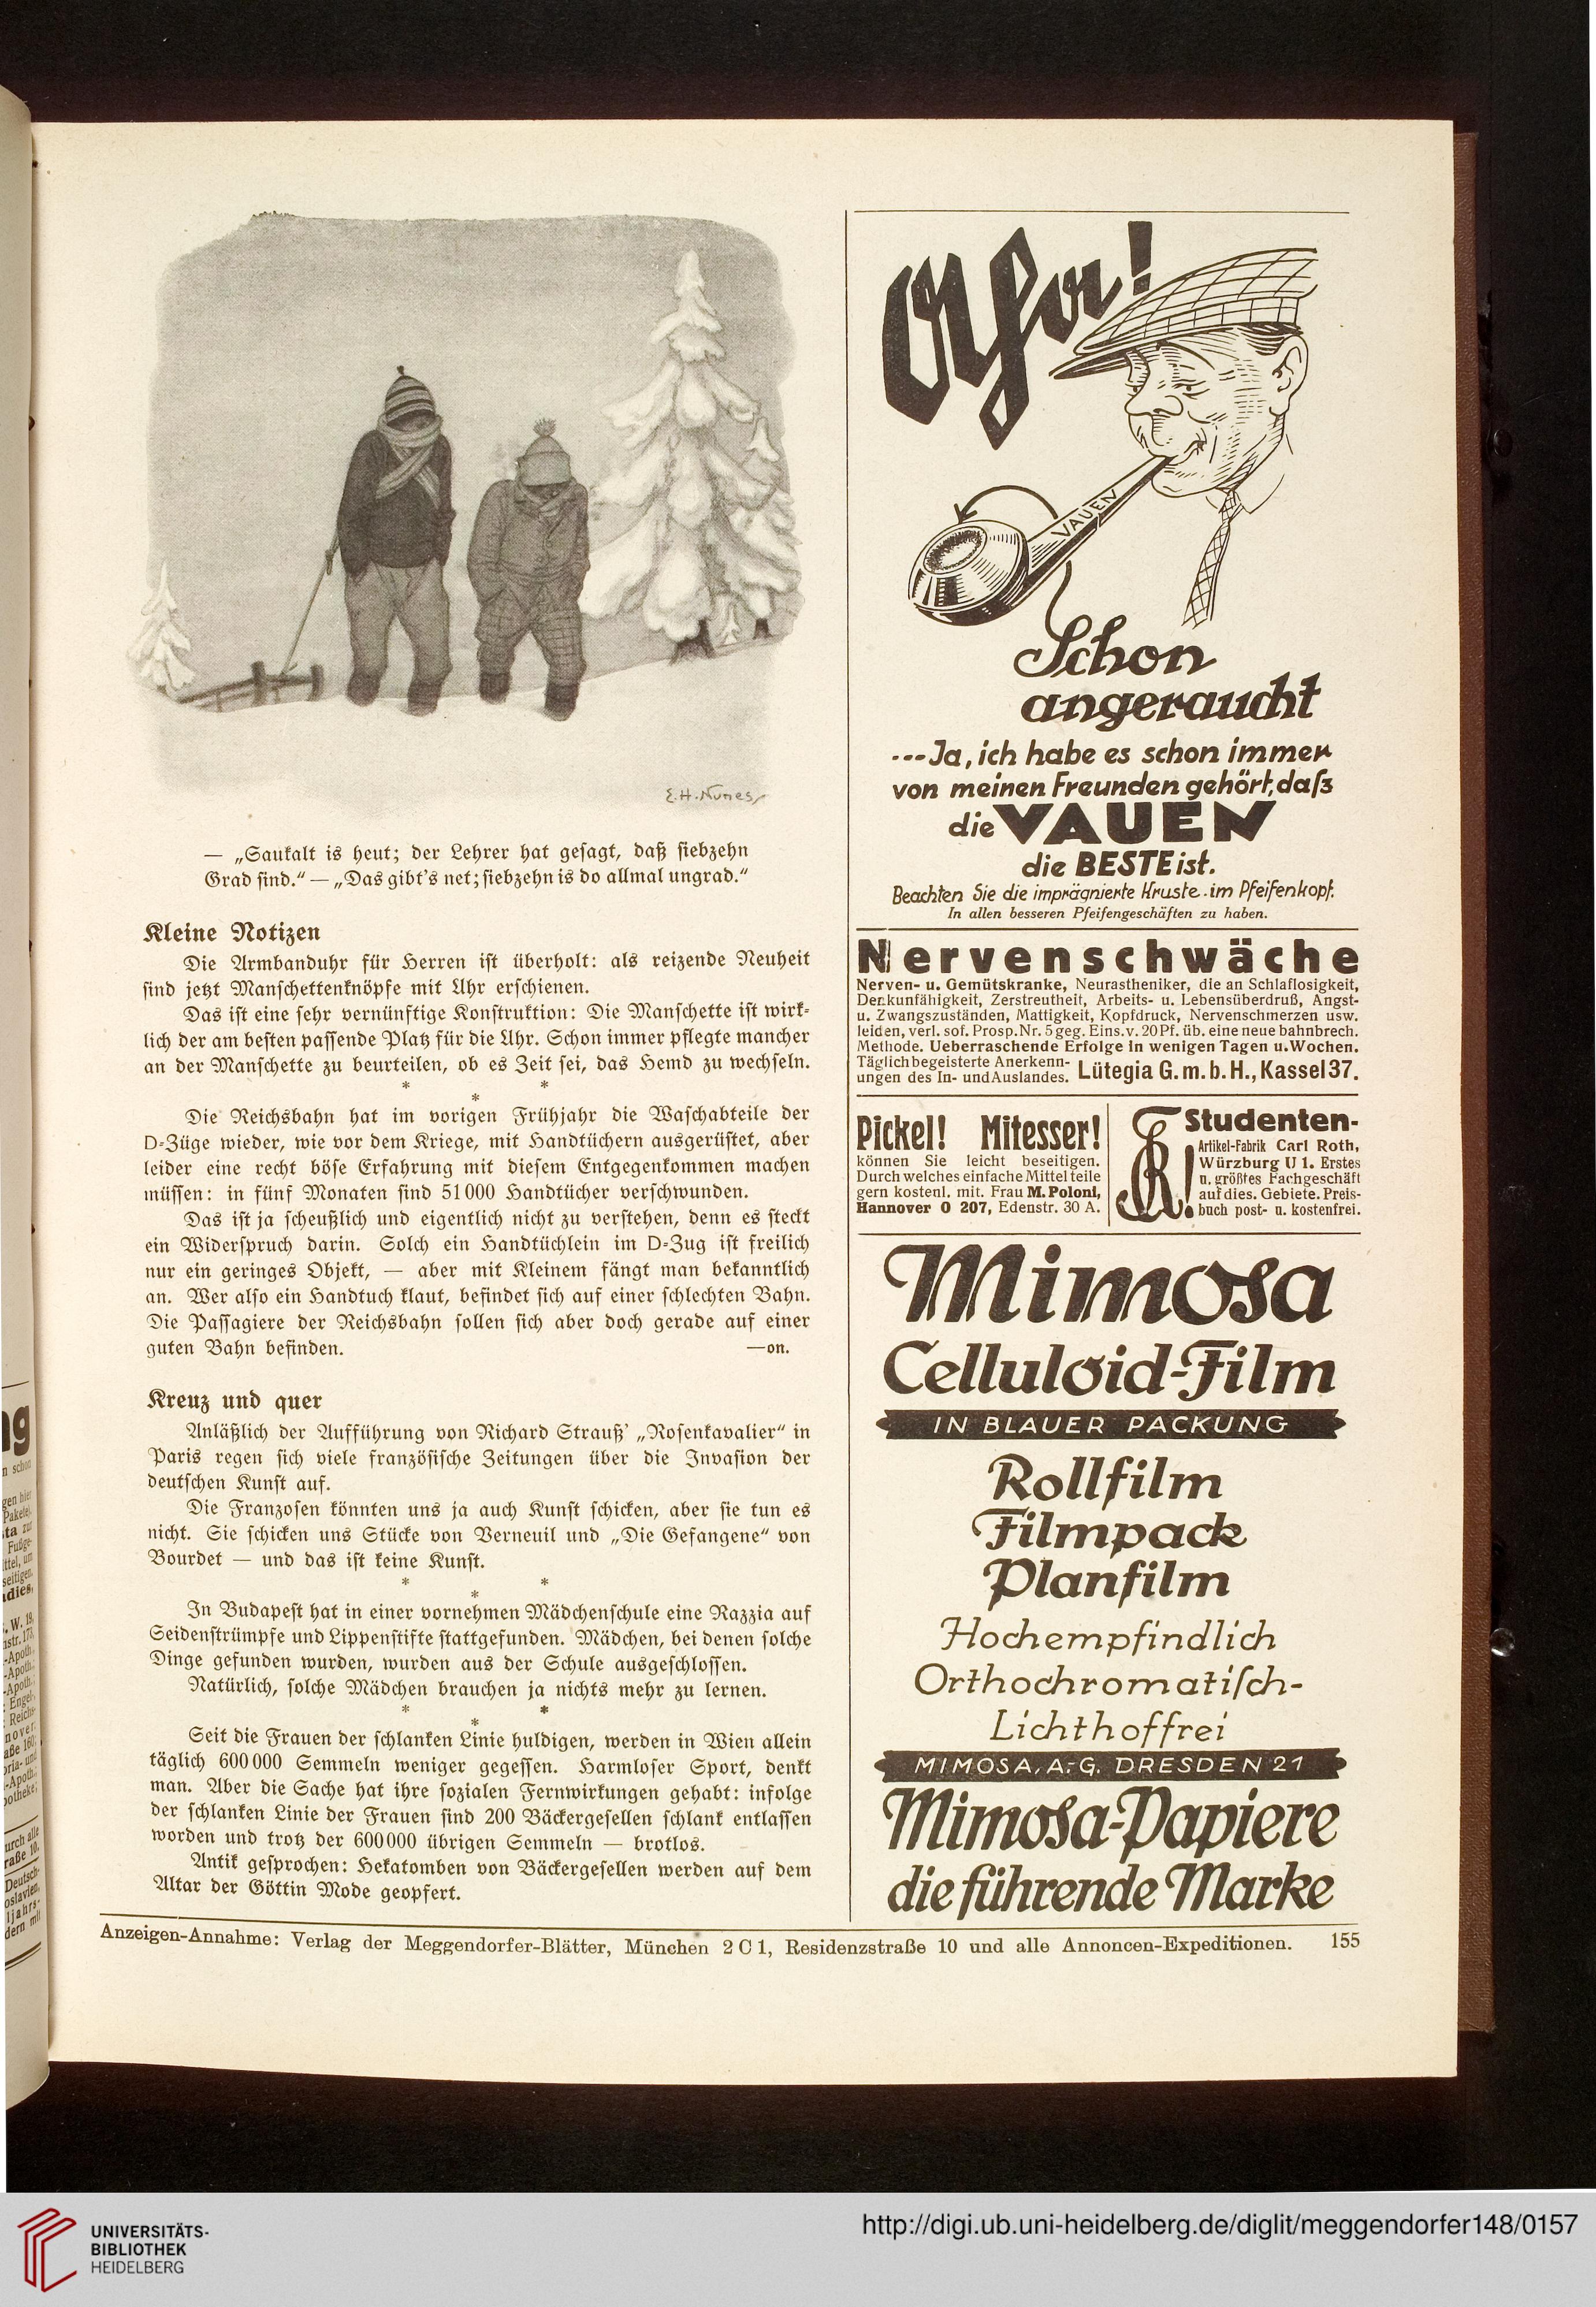 E.H.Nunes
— „Saukalt is heut; der Lehrer hat gesagt, daß siebzehn
Grad sind.“ — „Das gibt's net; siebzehn is do allmal ungrad.“
Kleine Notizen
Die Armbanduhr für Herren ist überholt: als reizende Neuheit
sind jetzt Manschettenknöpfe mit Uhr erschienen.
Das ist eine sehr vernünftige Konstruktion: Die Manschette ist wirk-
lich der am besten passende Platz für die Uhr. Schon immer pflegte mancher
an der Manschette zu beurteilen, ob es Zeit sei, das Hemd zu wechseln.
* * *
Die Reichsbahn hat im vorigen Frühjahr die Waschabteile der
D-Züge wieder, wie vor dem Kriege, mit Handtüchern ausgerüstet, aber
leider eine recht böse Erfahrung mit diesem Entgegenkommen machen
müssen: in fünf Monaten sind 51000 Handtücher verschwunden.
Das ist ja scheußlich und eigentlich nicht zu verstehen, denn es steckt
ein Widerspruch darin. Solch ein Handtüchlein im D-Zug ist freilich
nur ein geringes Objekt, — aber mit Kleinem fängt man bekanntlich
an. Wer also ein Handtuch klaut, befindet sich auf einer schlechten Bahn.
Die Passagiere der Reichsbahn sollen sich aber doch gerade auf einer
guten Bahn befinden. —on.
Kreuz und quer
Anläßlich der Aufführung von Richard Strauß' „Rosenkavalier“ in
Paris regen sich viele französische Zeitungen über die Invasion der
deutschen Kunst auf.
Die Franzosen könnten uns ja auch Kunst schicken, aber sie tun es
nicht. Sie schicken uns Stücke von Verneuil und „Die Gefangene“ von
Bourdet — und das ist keine Kunst.
* * *
In Budapest hat in einer vornehmen Mädchenschule eine Razzia auf
Seidenstrümpfe und Lippenstifte stattgefunden. Mädchen, bei denen solche
Dinge gefunden wurden, wurden aus der Schule ausgeschlossen.
Natürlich, solche Mädchen brauchen ja nichts mehr zu lernen.
* * *
Seit die Frauen der schlanken Linie huldigen, werden in Wien allein
täglich 600000 Semmeln weniger gegessen. Harmloser Sport, denkt
man. Aber die Sache hat ihre sozialen Fernwirkungen gehabt: infolge
der schlanken Linie der Frauen sind 200 Bäckergesellen schlank entlassen
worden und trotz der 600000 übrigen Semmeln — brotlos.
Antik gesprochen: Hekatomben von Bäckergesellen werden auf dem
Altar der Göttin Mode geopfert.
Aha!
VAUEN
Schon
angeraucht
---Ja, ich habe es schon immer
von meinen Freunden gehört, daß
die VAUEN
die BESTE ist.
Beachten Sie die imprägnierte Kruste im Pfeifenkopf.
In allen besseren Pfeifengeschäften zu haben.
Nervenschwäche
Nerven- u. Gemütskranke, Neurastheniker, die an Schlaflosigkeit,
Denkunfähigkeit, Zerstreutheit, Arbeits- u. Lebensüberdruß, Angst-
u. Zwangszuständen, Mattigkeit, Kopfdruck, Nervenschmerzen usw.
leiden, verl. sof. Prosp. Nr. 5 geg. Eins. v. 20 Pf. üb. eine neue bahnbrech.
Methode. Ueberraschende Erfolge in wenigen Tagen u. Wochen.
Täglich begeisterte Anerkenn-
ungen des In- und Auslandes. Lütegia G.m.b.H., Kassel 37.
Pickel! Mitesser!
können Sie leicht beseitigen.
Durch welches einfache Mittel teile
gern kostenl. mit. Frau M. Poloni,
Hannover O 207, Edenstr. 30 A.
Studenten-
Artikel-Fabrik Carl Roth,
Würzburg U 1. Erstes
u. größtes Fachgeschäft
auf dies. Gebiete. Preis-
buch post- u. kostenfrei.
Mimosa
Celluloid-Film
IN BLAUER PACKUNG
Rollfilm
Filmpack
Planfilm
Hochempfindlich
Orthochromatisch-
Lichthoffrei
MIMOSA, A.-G. DRESDEN 21
Mimosa-Papiere
die führende Marke
Anzeigen-Annahme: Verlag der Meggendorfer-Blätter, München 2 C 1, Residenzstraße 10 und alle Annoncen-Expeditionen. 155
UNIVERSITÄTS-
BIBLIOTHEK
HEIDELBERG
http://digi.ub.uni-heidelberg.de/diglit/meggendorfer148/0157